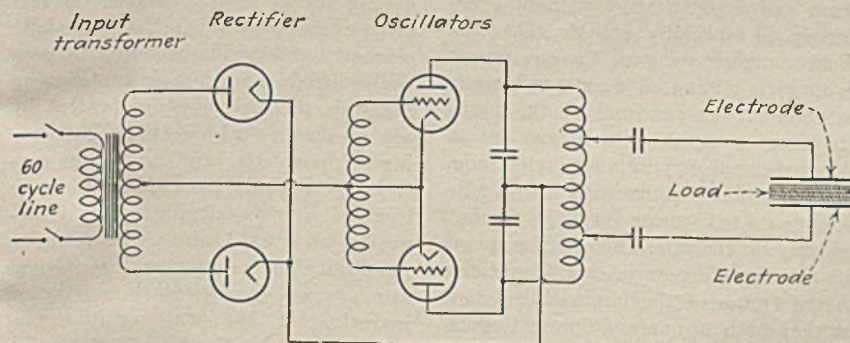 Input
transformer
Rectifier
Oscillators
60
cycle
line
Electrode
Load
Electrode